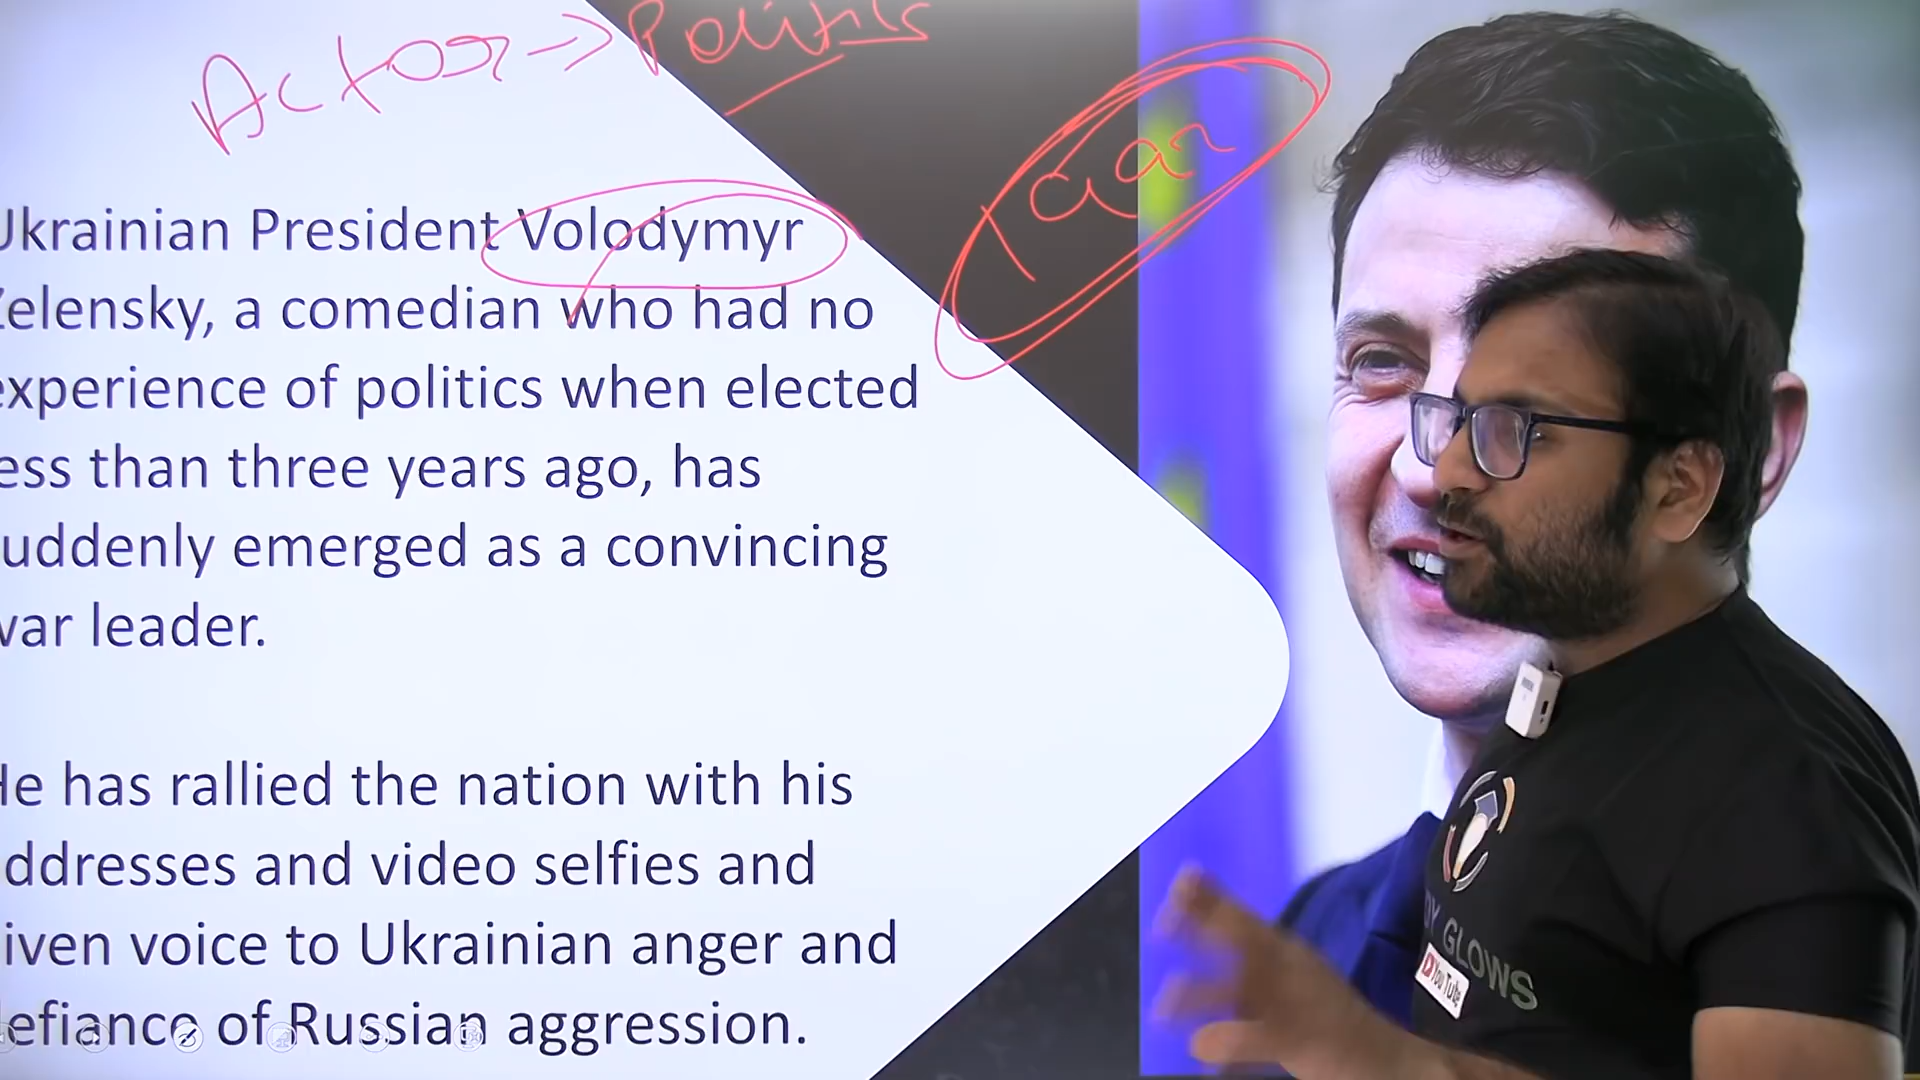 Actor → Politis
Ukrainian President Volodymyr
Zelensky, a comedian who had no
experience of politics when elected
less than three years ago, has
suddenly emerged as a convincing
war leader.
He has rallied the nation with his
addresses and video selfies and
given voice to Ukrainian anger and
defiance of Russian aggression.
DY GLOWS
YouTube